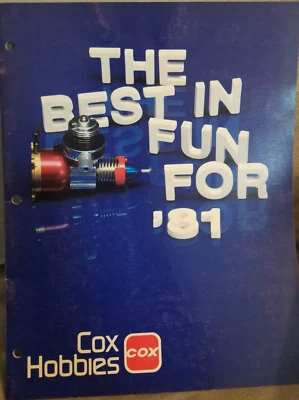 THE
BEST IN
FUN
FOR
'81
Cox
Hobbies
COX